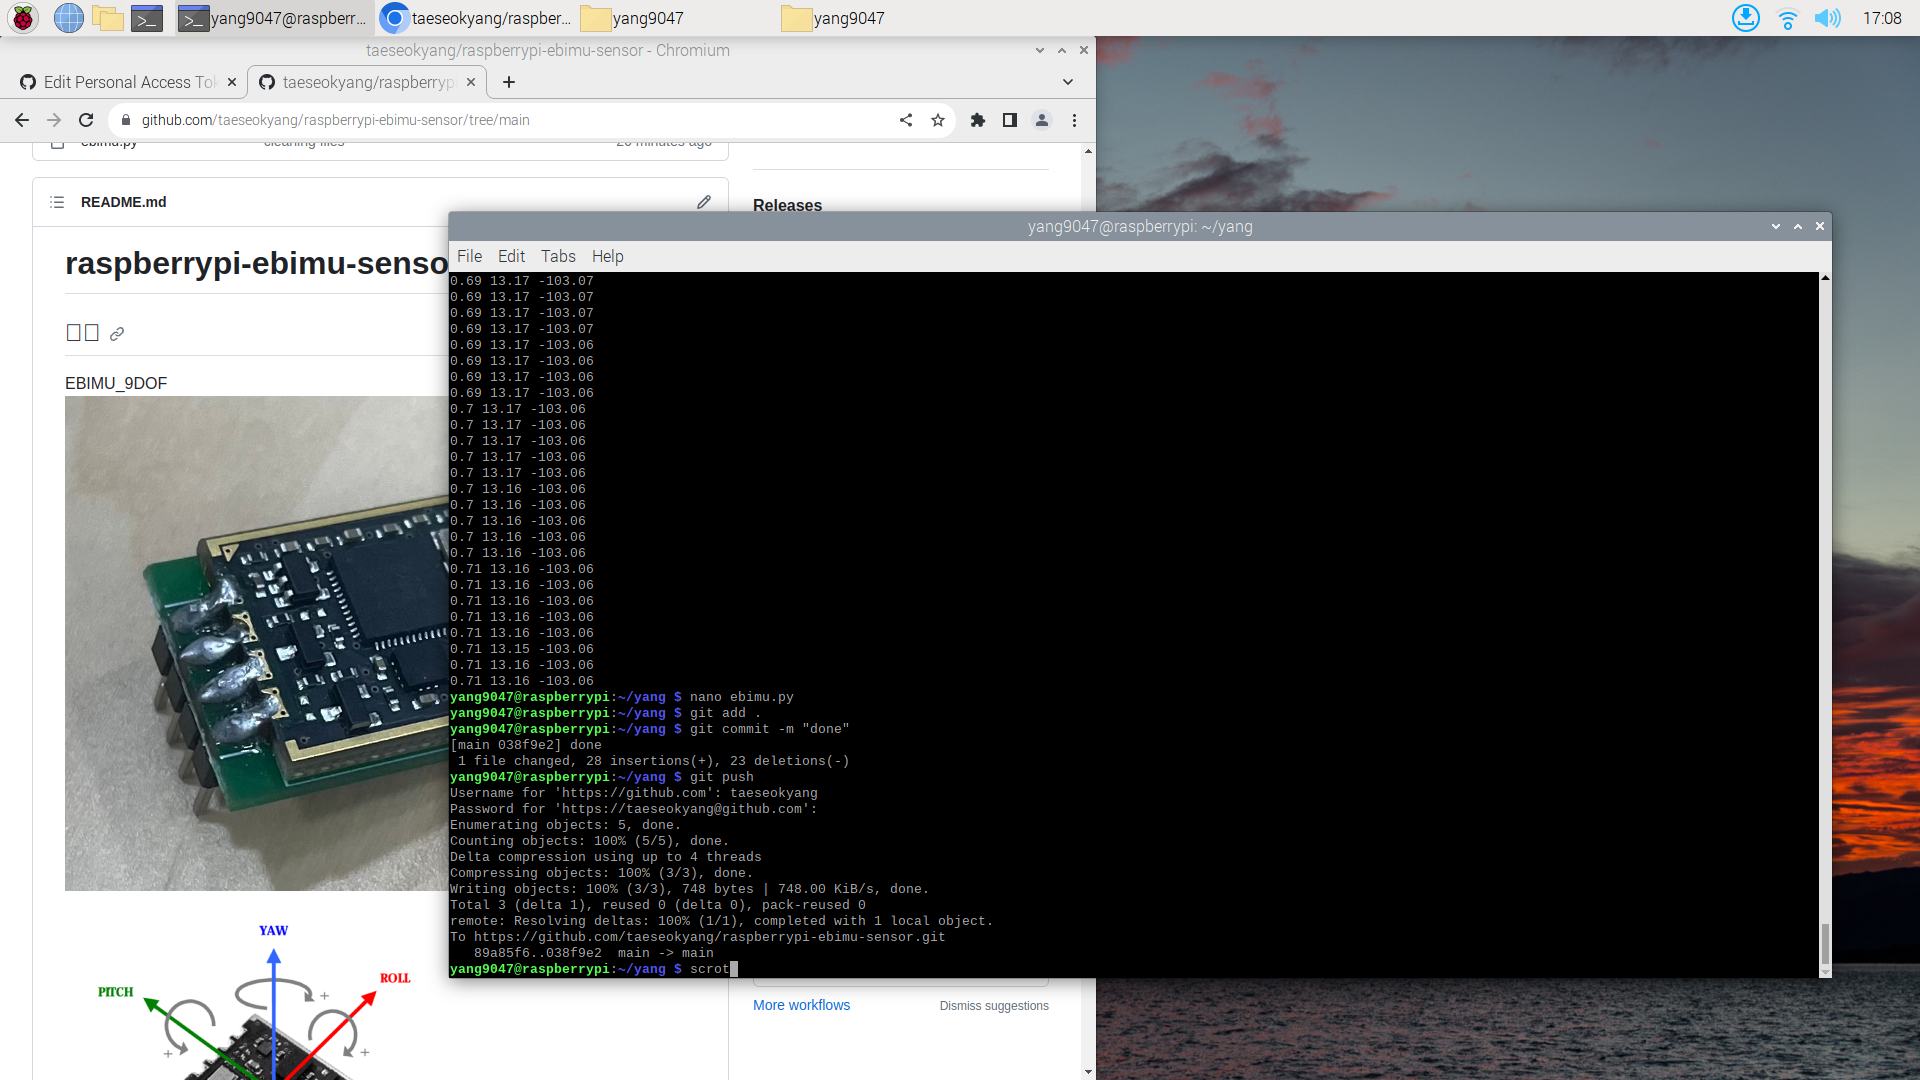 yang9047@raspberr...
taeseokyang/raspber...
yang9047
yang9047
17:08
taeseokyang/raspberrypi-ebimu-sensor - Chromium
Edit Personal Access Tok
taeseokyang/raspberryp
github.com/taeseokyang/raspberrypi-ebimu-sensor/tree/main
ebimu.py cleaning files 20 minutes ago
README.md
Releases
raspberrypi-ebimu-senso
EBIMU_9DOF
YAW
ROLL
PITCH
+
+
+
yang9047@raspberrypi: ~/yang
File Edit Tabs Help
0.69 13.17 -103.07
0.69 13.17 -103.07
0.69 13.17 -103.07
0.69 13.17 -103.07
0.69 13.17 -103.06
0.69 13.17 -103.06
0.69 13.17 -103.06
0.69 13.17 -103.06
0.7 13.17 -103.06
0.7 13.17 -103.06
0.7 13.17 -103.06
0.7 13.17 -103.06
0.7 13.17 -103.06
0.7 13.16 -103.06
0.7 13.16 -103.06
0.7 13.16 -103.06
0.7 13.16 -103.06
0.7 13.16 -103.06
0.71 13.16 -103.06
0.71 13.16 -103.06
0.71 13.16 -103.06
0.71 13.16 -103.06
0.71 13.16 -103.06
0.71 13.15 -103.06
0.71 13.16 -103.06
0.71 13.16 -103.06
yang9047@raspberrypi:~/yang $ nano ebimu.py
yang9047@raspberrypi:~/yang $ git add .
yang9047@raspberrypi:~/yang $ git commit -m "done"
[main 038f9e2] done
1 file changed, 28 insertions(+), 23 deletions(-)
yang9047@raspberrypi:~/yang $ git push
Username for 'https://github.com': taeseokyang
Password for 'https://taeseokyang@github.com':
Enumerating objects: 5, done.
Counting objects: 100% (5/5), done.
Delta compression using up to 4 threads
Compressing objects: 100% (3/3), done.
Writing objects: 100% (3/3), 748 bytes | 748.00 KiB/s, done.
Total 3 (delta 1), reused 0 (delta 0), pack-reused 0
remote: Resolving deltas: 100% (1/1), completed with 1 local object.
To https://github.com/taeseokyang/raspberrypi-ebimu-sensor.git
89a85f6..038f9e2 main -> main
yang9047@raspberrypi:~/yang $ scrot
More workflows
Dismiss suggestions